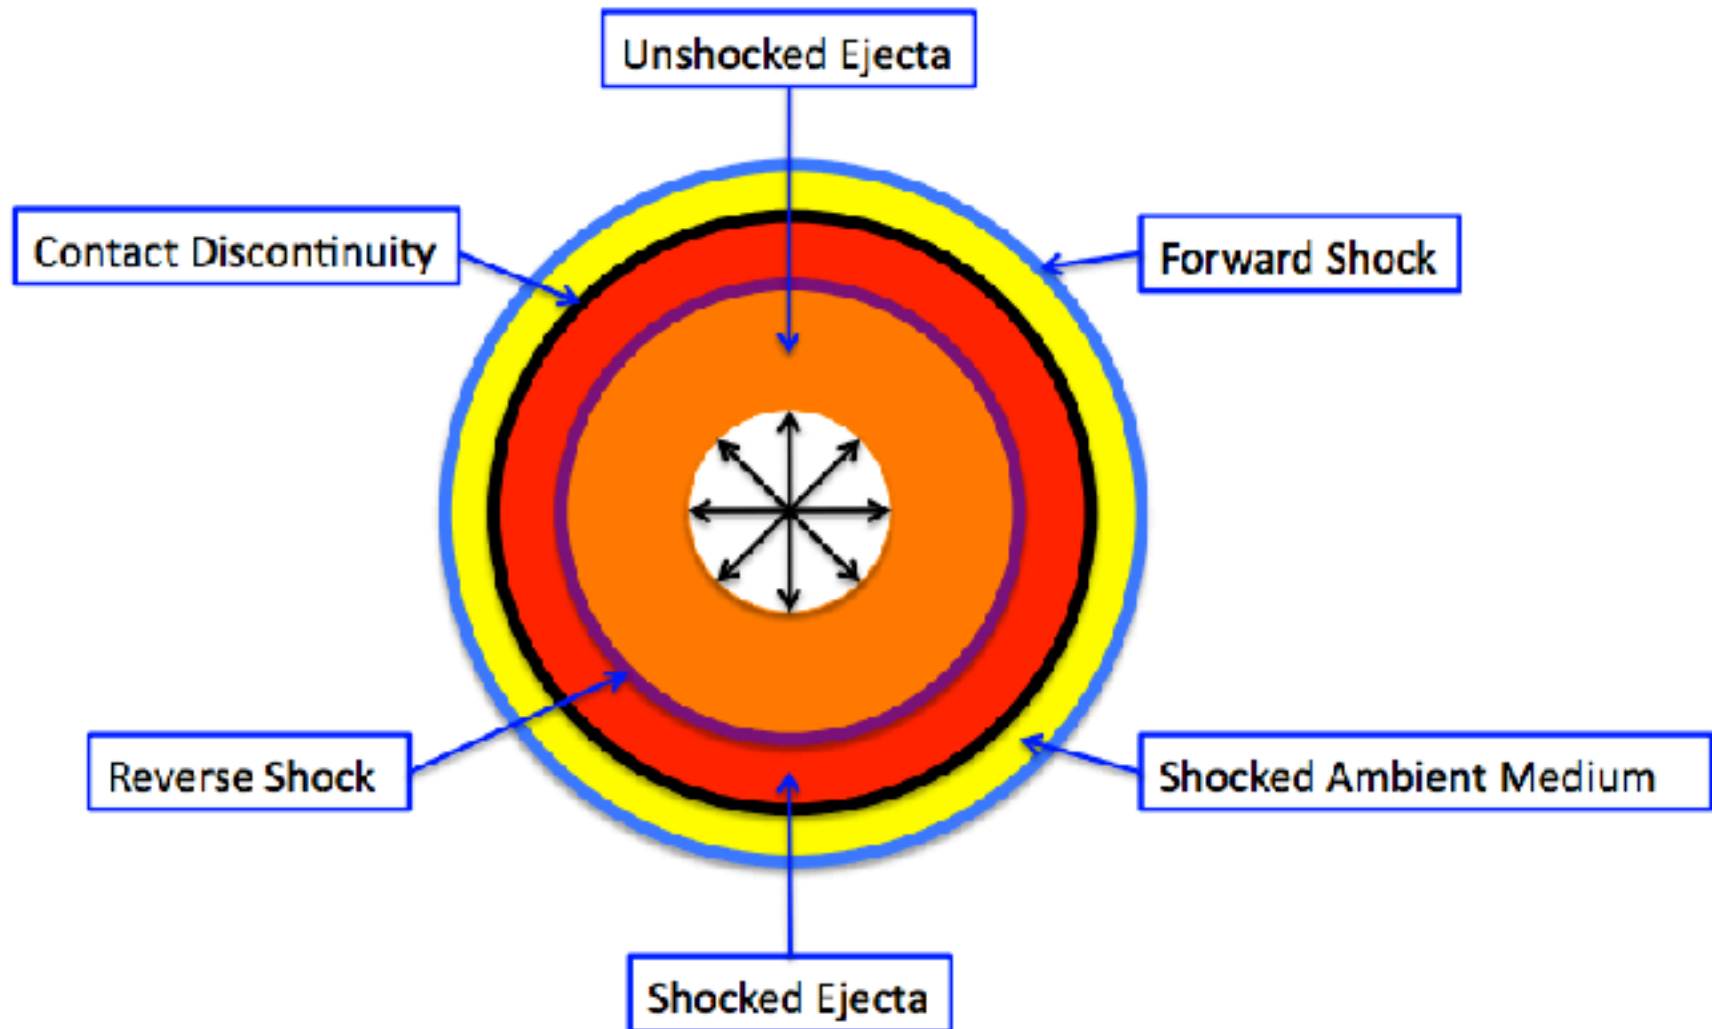 Unshocked Ejecta
Contact Discontinuity
Forward Shock
Reverse Shock
Shocked Ambient Medium
Shocked Ejecta